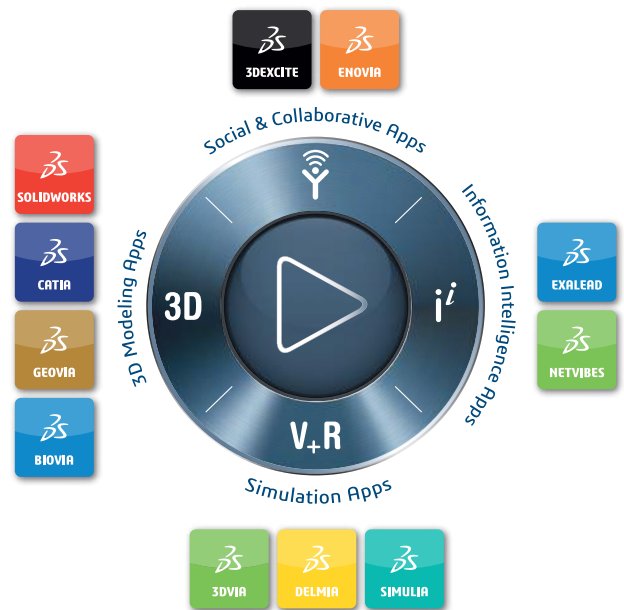 3DEXCITE
ENOVIA
Social & Collaborative Apps
SOLIDWORKS
CATIA
GEOVIA
BIOVIA
3D Modeling Apps
3D
i i
V+R
Information Intelligence Apps
EXALEAD
NETVIBES
Simulation Apps
3DVIA
DELMIA
SIMULIA